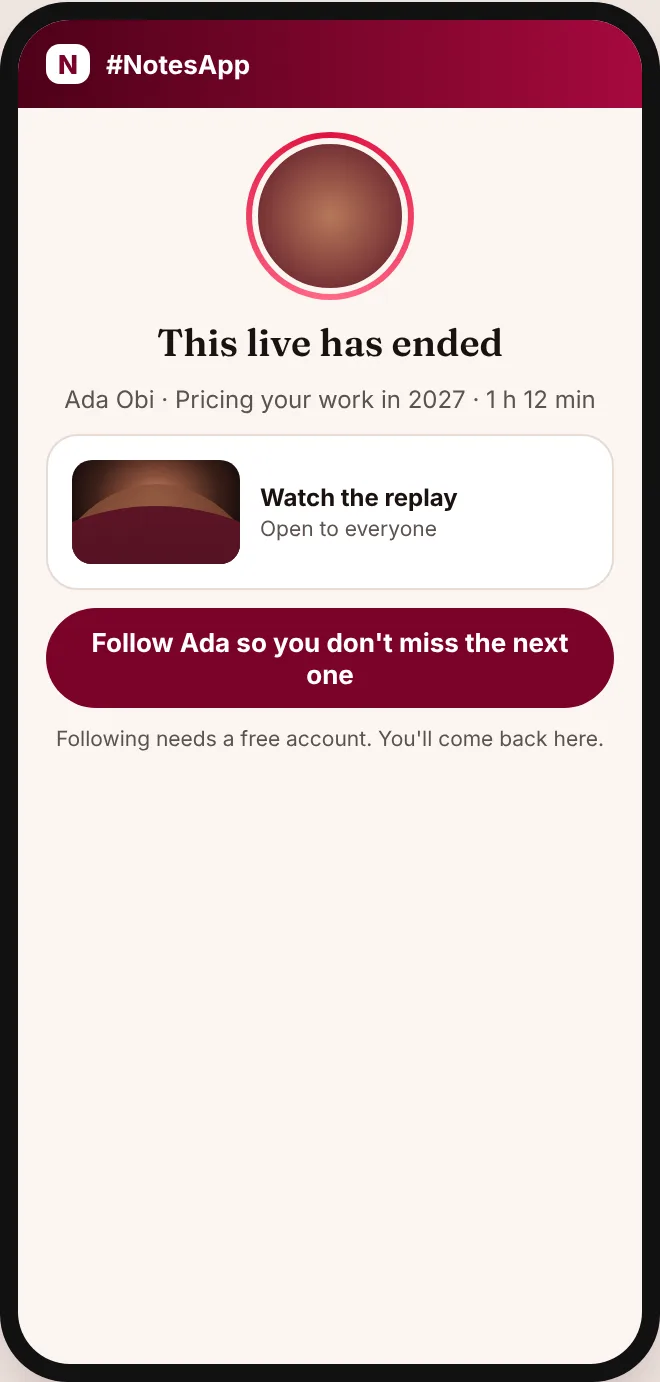 N #NotesApp
This live has ended
Ada Obi · Pricing your work in 2027 · 1 h 12 min
Watch the replay
Open to everyone
Follow Ada so you don't miss the next
one
Following needs a free account. You'll come back here.